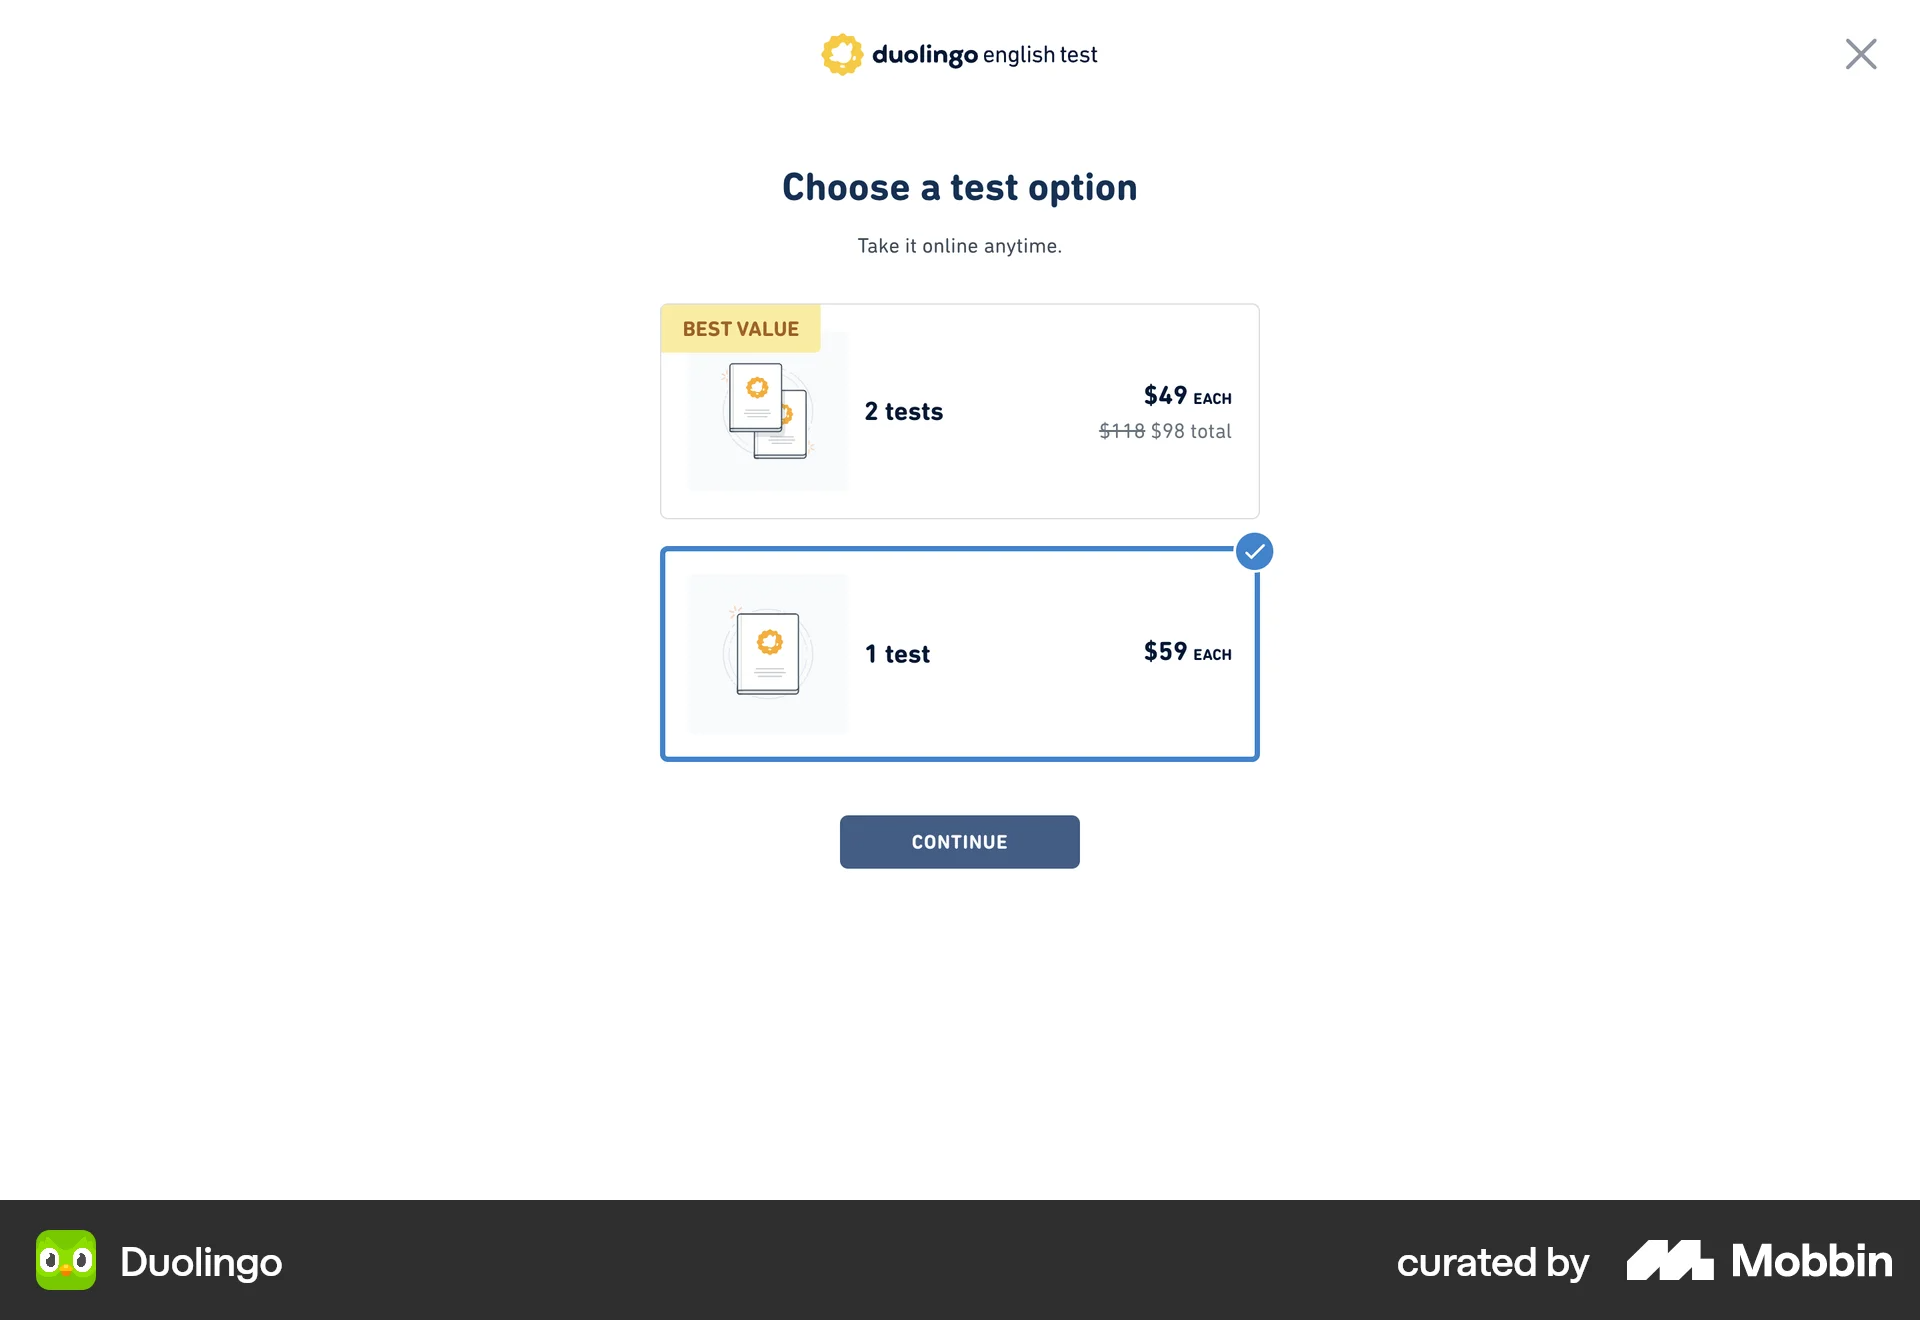 duolingo english test
Choose a test option
Take it online anytime.
BEST VALUE
2 tests
$49 EACH
$118 $98 total
1 test
$59 EACH
CONTINUE
Duolingo
curated by Mobbin